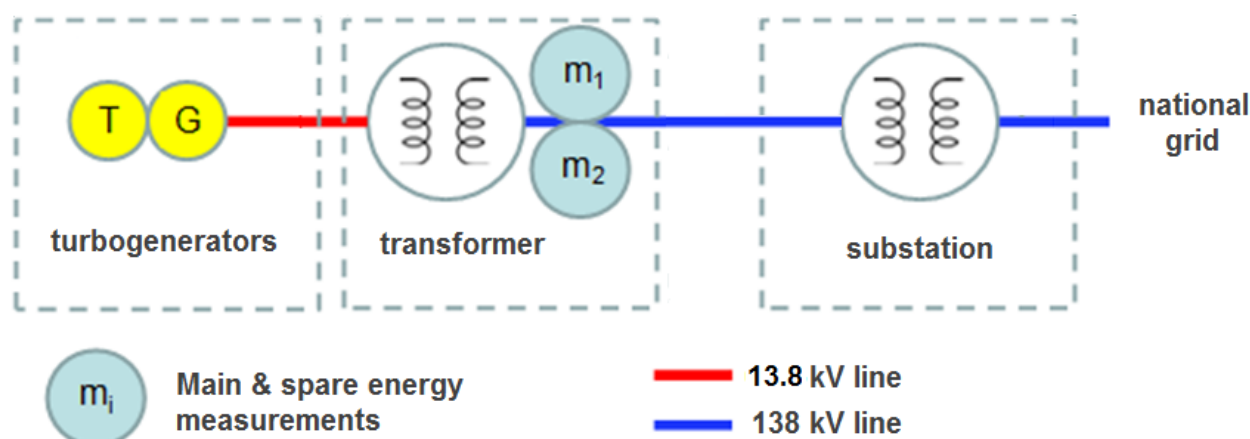 T G
m1
m2
national
grid
turbogenerators
transformer
substation
mi
Main & spare energy
measurements
13.8 kV line
138 kV line